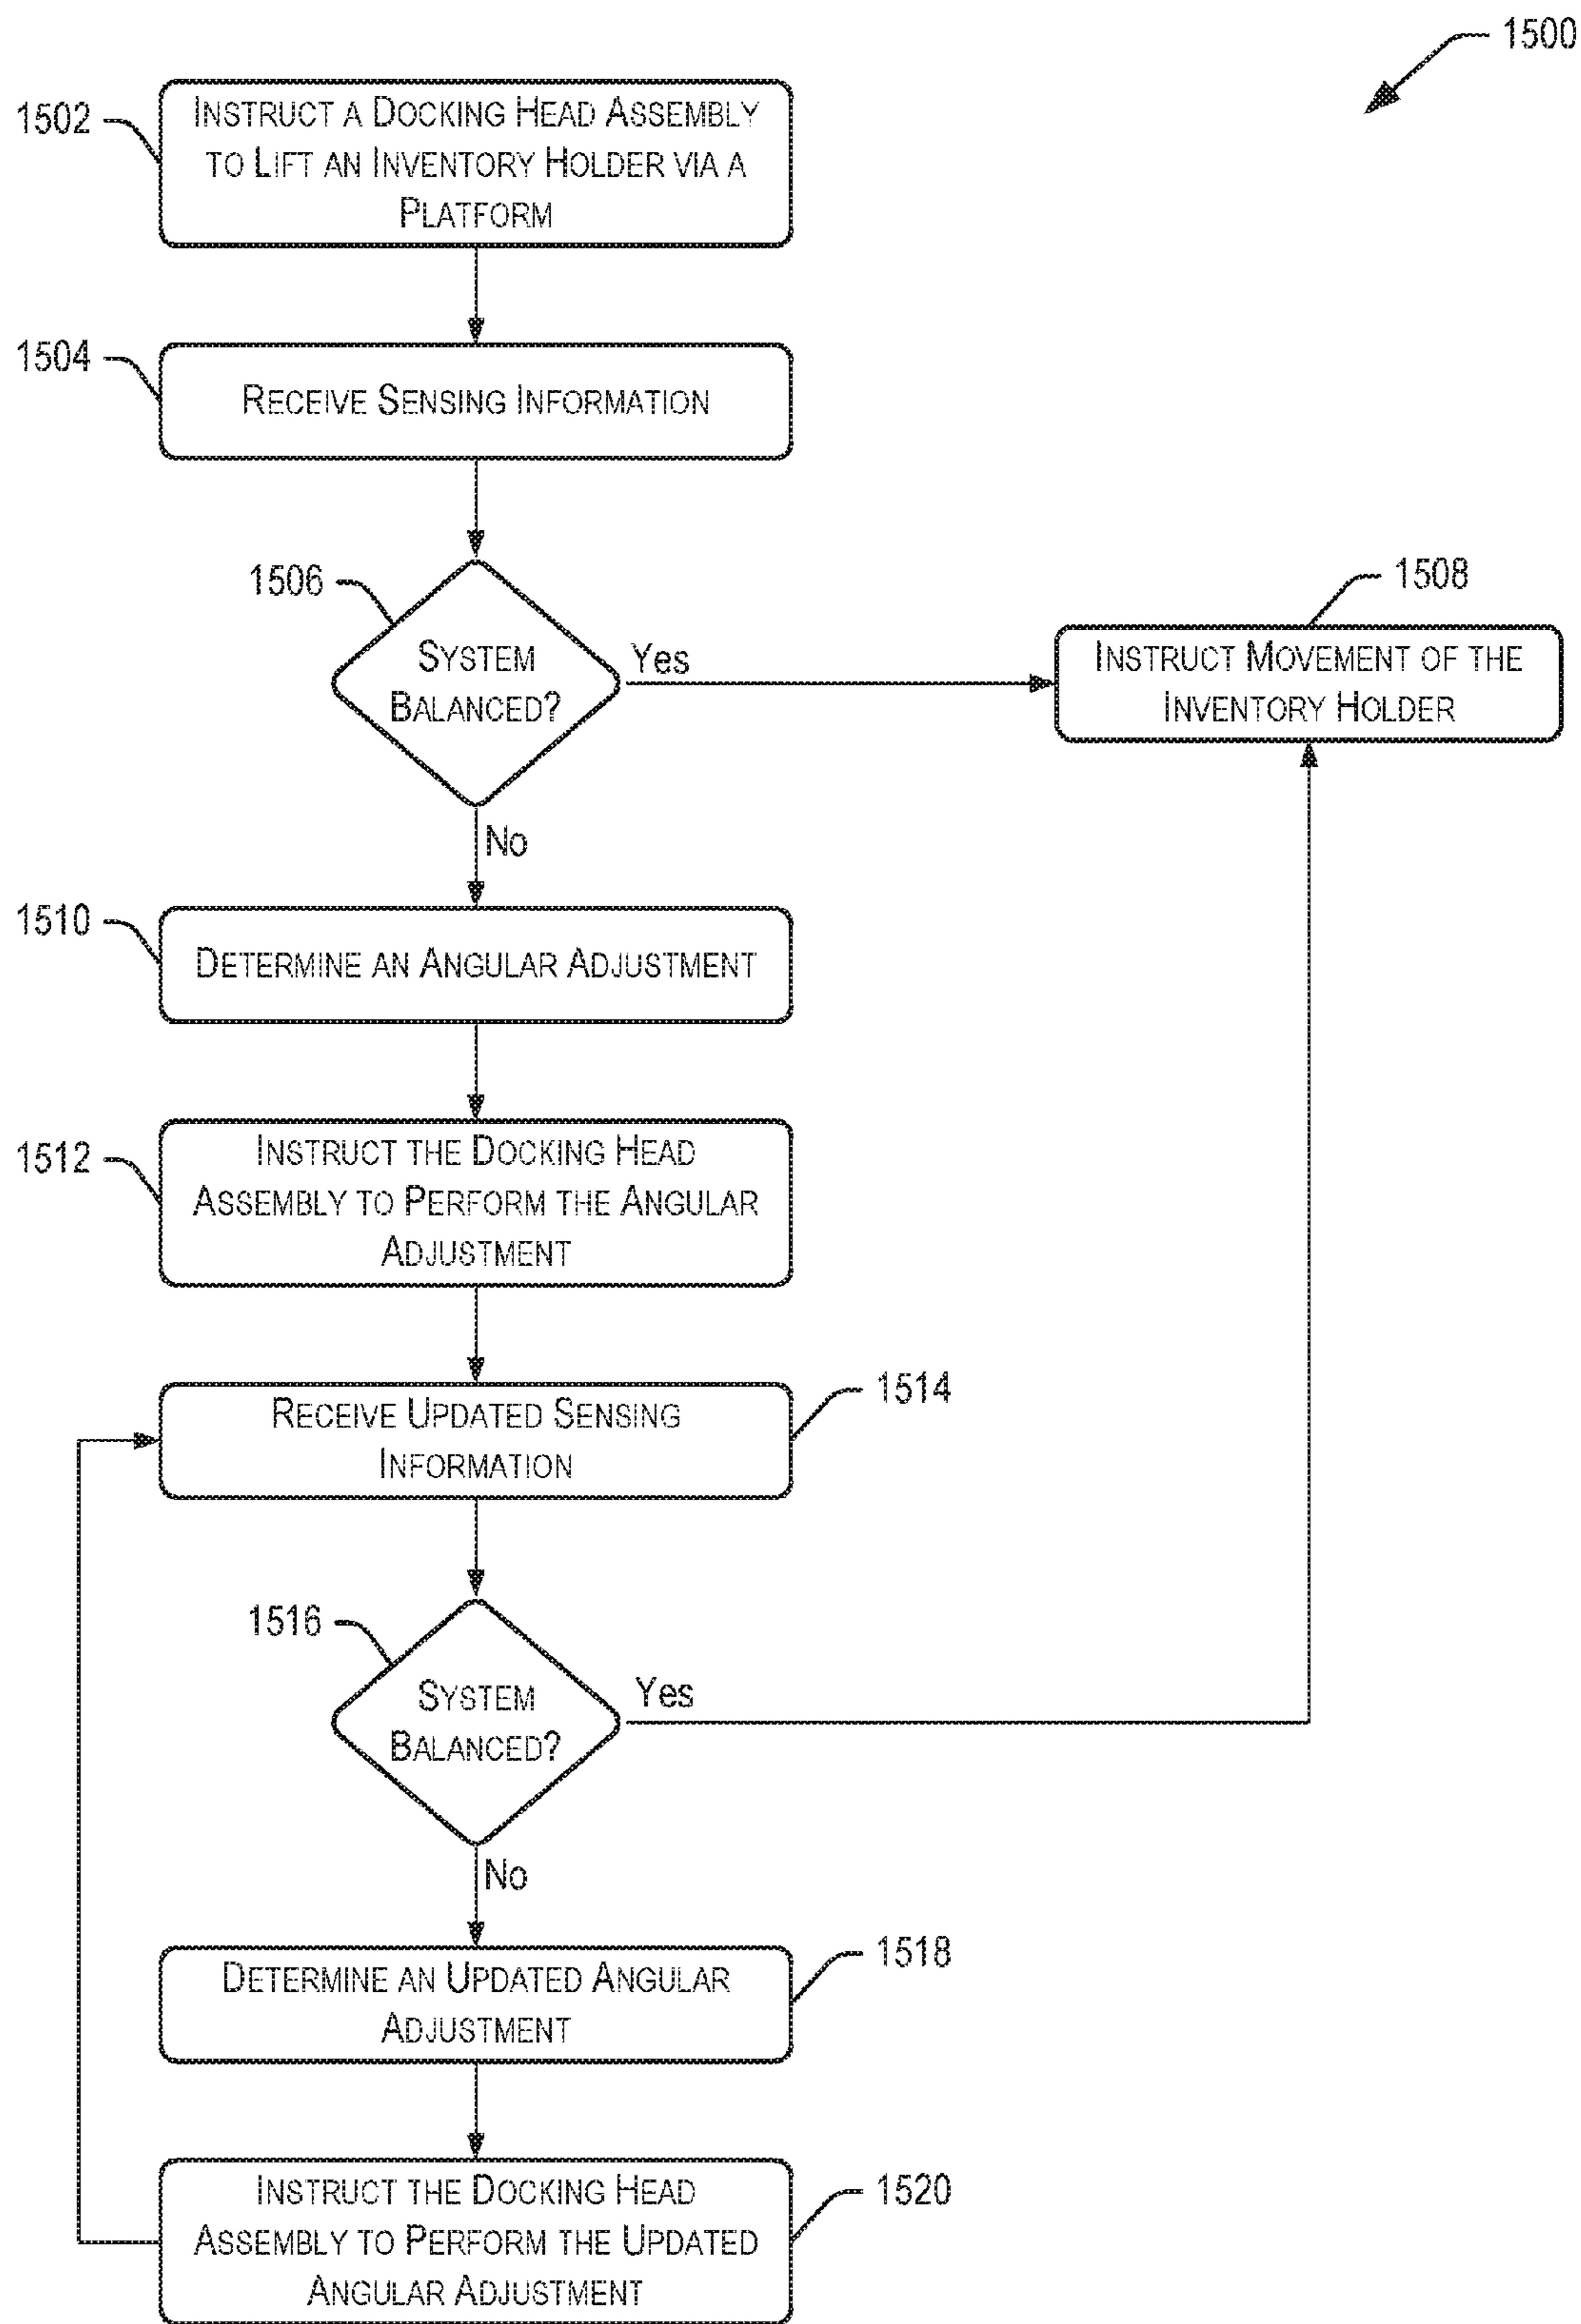 1500
1502
INSTRUCT A DOCKING HEAD ASSEMBLY
TO LIFT AN INVENTORY HOLDER VIA A
PLATFORM
1504
RECEIVE SENSING INFORMATION
1506
SYSTEM
BALANCED?
Yes
1508
INSTRUCT MOVEMENT OF THE
INVENTORY HOLDER
No
1510
DETERMINE AN ANGULAR ADJUSTMENT
1512
INSTRUCT THE DOCKING HEAD
ASSEMBLY TO PERFORM THE ANGULAR
ADJUSTMENT
1514
RECEIVE UPDATED SENSING
INFORMATION
1516
SYSTEM
BALANCED?
Yes
No
1518
DETERMINE AN UPDATED ANGULAR
ADJUSTMENT
1520
INSTRUCT THE DOCKING HEAD
ASSEMBLY TO PERFORM THE UPDATED
ANGULAR ADJUSTMENT